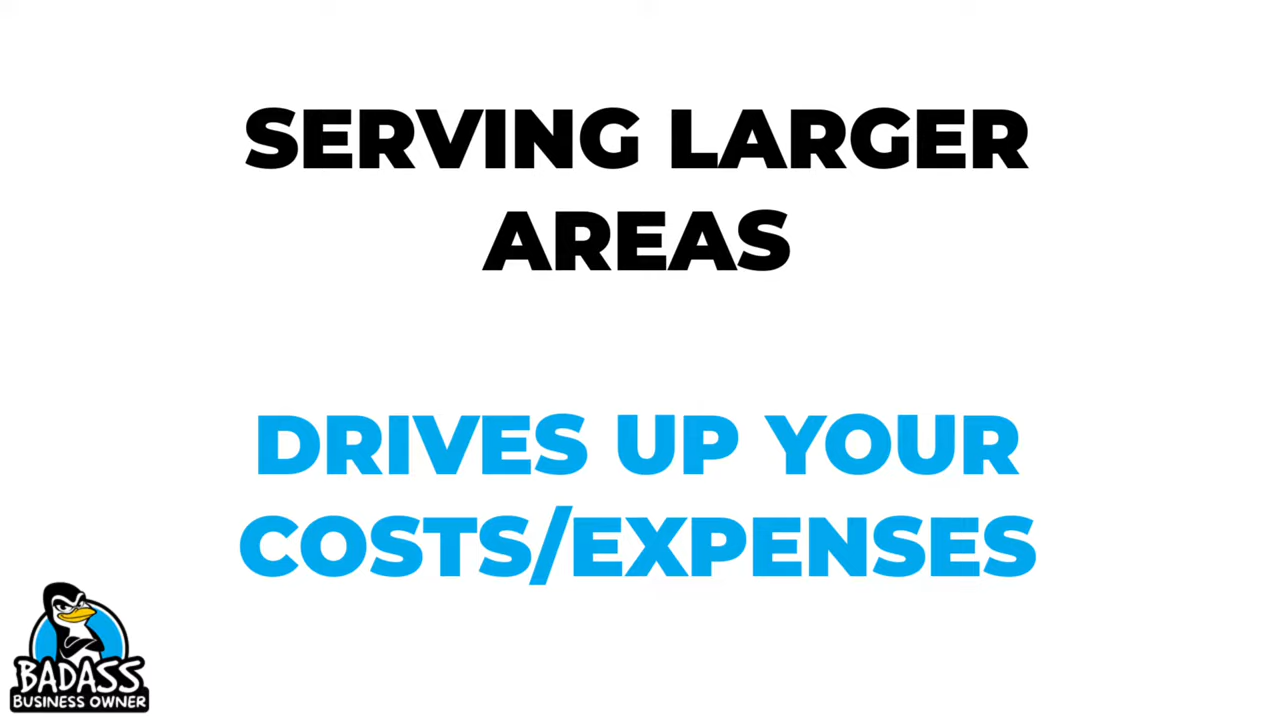 SERVING LARGER
AREAS
DRIVES UP YOUR
COSTS/EXPENSES
BADASS
BUSINESS OWNER